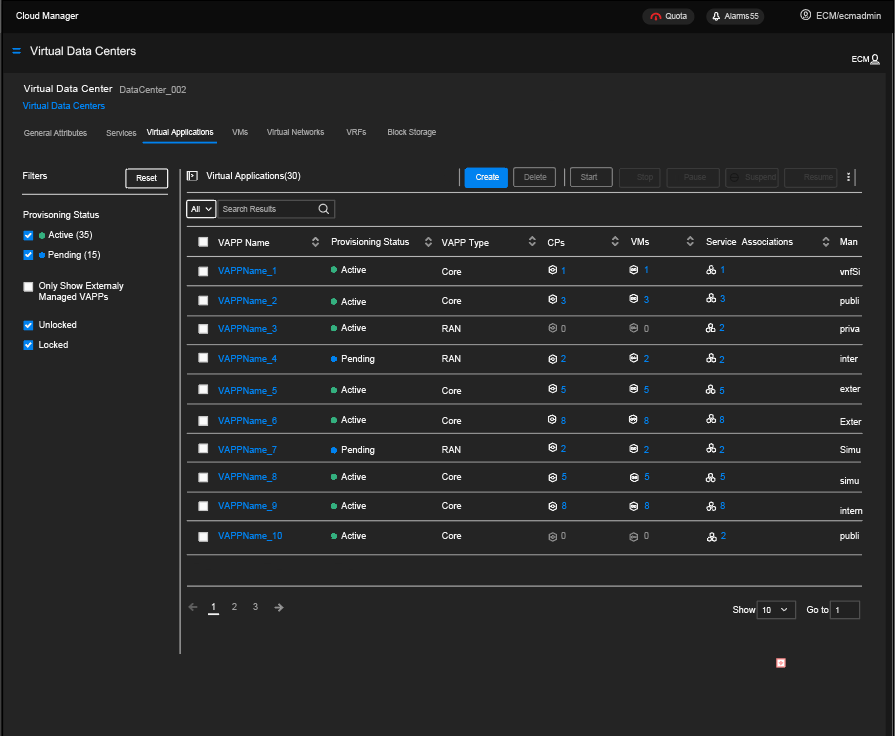 Cloud Manager
Quota
Alarms55
ECM/ecmadmin
Virtual Data Centers
ECM
Virtual Data Center DataCenter_002
Virtual Data Centers
General Attributes Services Virtual Applications VMs Virtual Networks VRFs Block Storage
Filters
Reset
Provisoning Status
Active (35)
Pending (15)
Only Show Externaly
Managed VAPPs
Unlocked
Locked
Virtual Applications(30)
Create Delete Start Stop Pause Suspend Resume
All Search Results
VAPP Name Provisioning Status VAPP Type CPs VMs Service Associations Man
VAPPName_1 Active Core 1 1 1 vnfSi
VAPPName_2 Active Core 3 3 3 publi
VAPPName_3 Active RAN 0 0 2 priva
VAPPName_4 Pending RAN 2 2 2 inter
VAPPName_5 Active Core 5 5 5 exter
VAPPName_6 Active Core 8 8 8 Exter
VAPPName_7 Pending RAN 2 2 2 Simu
VAPPName_8 Active Core 5 5 5 simu
VAPPName_9 Active Core 8 8 8 intern
VAPPName_10 Active Core 0 0 2 publi
1 2 3
Show 10 Go to 1